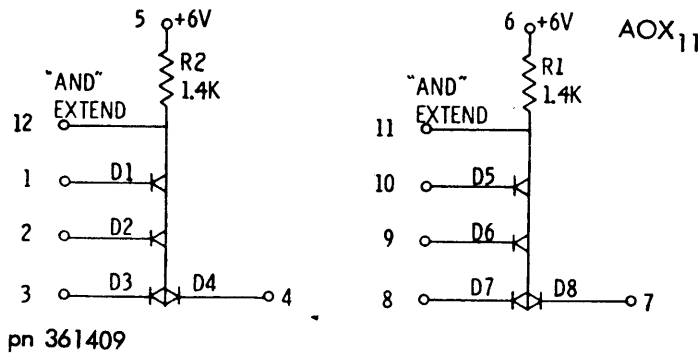 5 +6V
R2
1.4K
"AND"
EXTEND
12
1 D1
2 D2
3 D3 D4 4
pn 361409
6 +6V
AOX11
R1
1.4K
"AND"
EXTEND
11
10 D5
9 D6
8 D7 D8 7